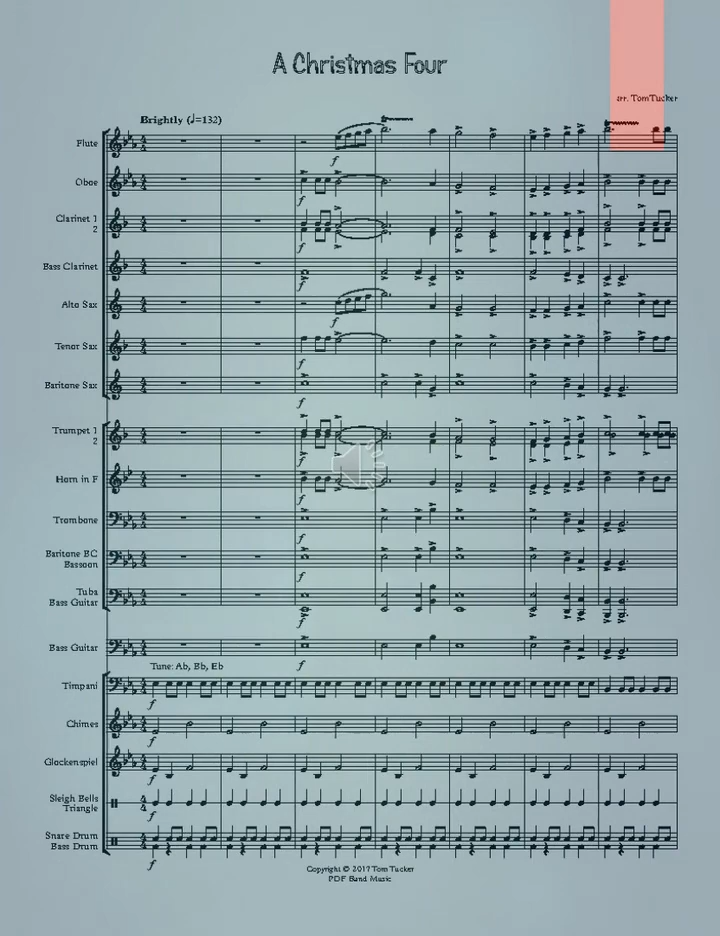 A Christmas Four
arr. Tom Tucker
Brightly (♩=132)
Flute
f
Oboe
f
Clarinet 1
2
f
Bass Clarinet
Alto Sax
f
Tenor Sax
f
Baritone Sax
f
Trumpet 1
2
f
Horn in F
f
Trombone
f
Baritone BC
Bassoon
f
Tuba
Bass Guitar
f
Bass Guitar
f
Tune: Ab, Bb, Eb
Timpani
f
Chimes
f
Glockenspiel
f
Sleigh Bells
Triangle
f
Snare Drum
Bass Drum
f
Copyright © 2017 Tom Tucker
PDF Band Music